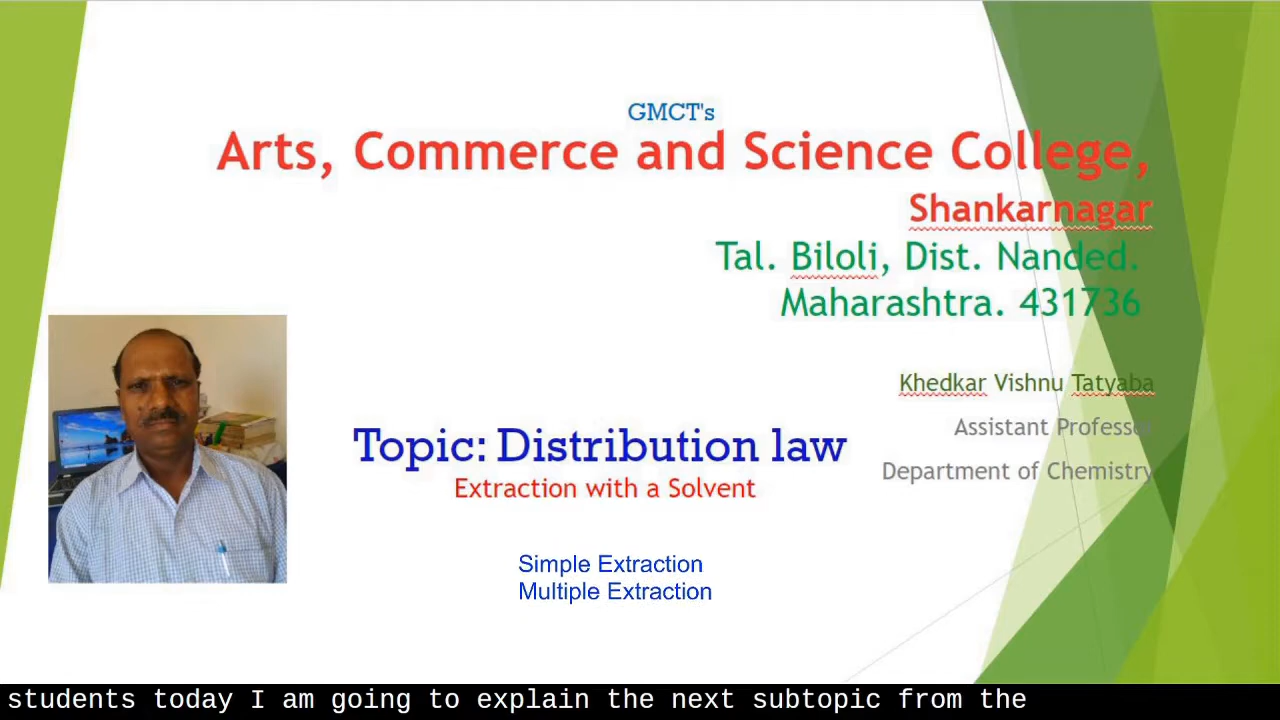 GMCT's
Arts, Commerce and Science College,
Shankarnagar
Tal. Biloli, Dist. Nanded.
Maharashtra. 431736
Khedkar Vishnu Tatyaba
Assistant Professor
Department of Chemistry
Topic: Distribution law
Extraction with a Solvent
Simple Extraction
Multiple Extraction
students today I am going to explain the next subtopic from the